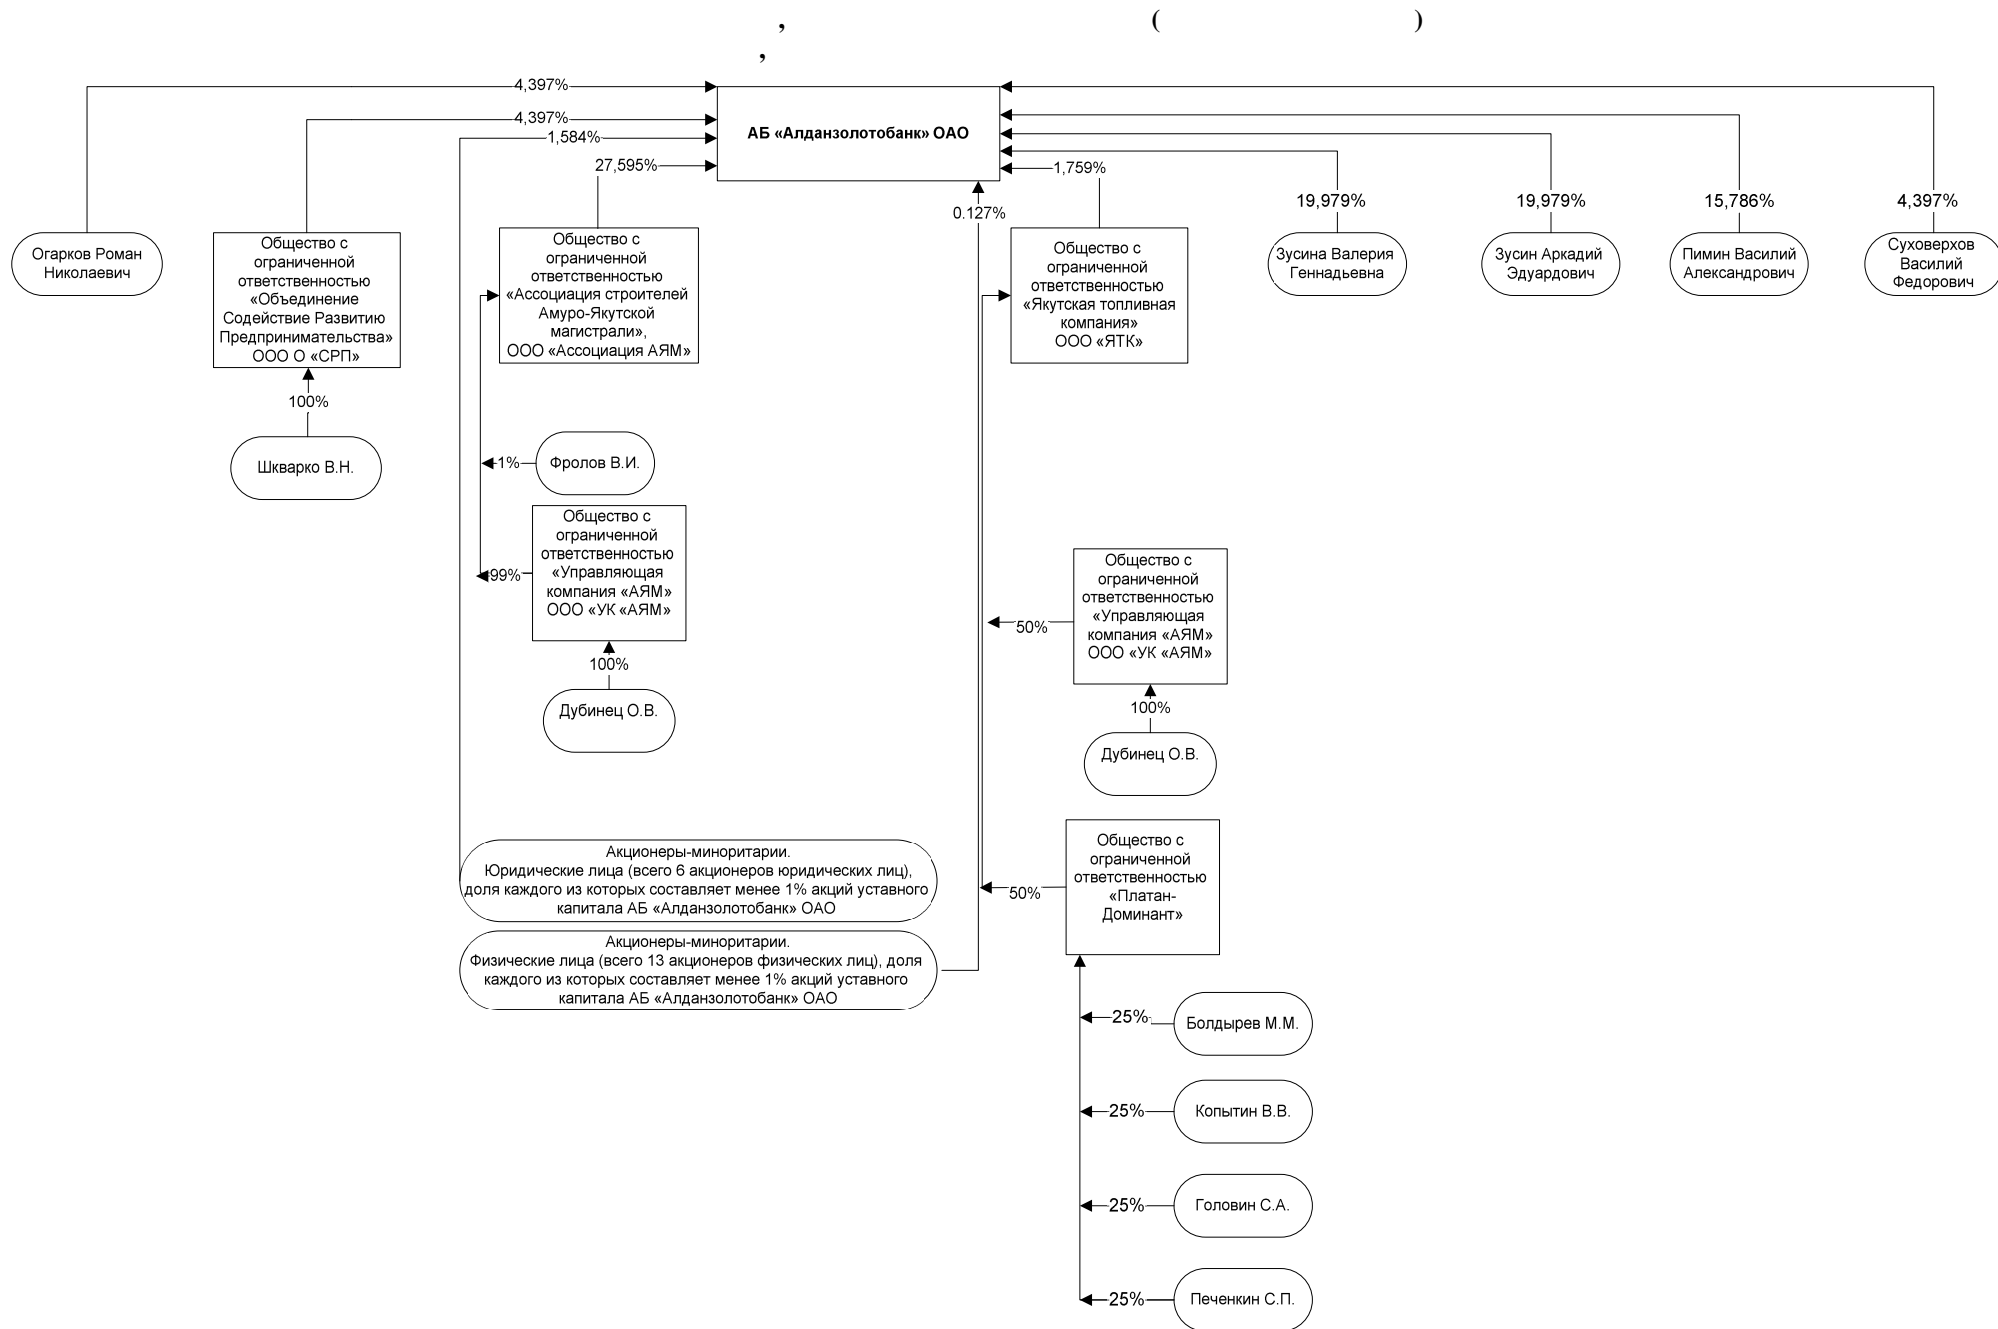 , ( )
,
4,397%
4,397%
1,584%
27,595%
АБ «Алданзолотобанк» ОАО
1,759%
0.127%
19,979%
19,979%
15,786%
4,397%
Огарков Роман
Николаевич
Общество с
ограниченной
ответственностью
«Объединение
Содействие Развитию
Предпринимательства»
ООО О «СРП»
Общество с
ограниченной
ответственностью
«Ассоциация строителей
Амуро-Якутской
магистрали»,
ООО «Ассоциация АЯМ»
Общество с
ограниченной
ответственностью
«Якутская топливная
компания»
ООО «ЯТК»
Зусина Валерия
Геннадьевна
Зусин Аркадий
Эдуардович
Пимин Василий
Александрович
Суховерхов
Василий
Федорович
100%
Шкварко В.Н.
1%
Фролов В.И.
99%
Общество с
ограниченной
ответственностью
«Управляющая
компания «АЯМ»
ООО «УК «АЯМ»
100%
Дубинец О.В.
50%
Общество с
ограниченной
ответственностью
«Управляющая
компания «АЯМ»
ООО «УК «АЯМ»
100%
Дубинец О.В.
Акционеры-миноритарии.
Юридические лица (всего 6 акционеров юридических лиц),
доля каждого из которых составляет менее 1% акций уставного
капитала АБ «Алданзолотобанк» ОАО
Акционеры-миноритарии.
Физические лица (всего 13 акционеров физических лиц), доля
каждого из которых составляет менее 1% акций уставного
капитала АБ «Алданзолотобанк» ОАО
50%
Общество с
ограниченной
ответственностью
«Платан-
Доминант»
25%
Болдырев М.М.
25%
Копытин В.В.
25%
Головин С.А.
25%
Печенкин С.П.